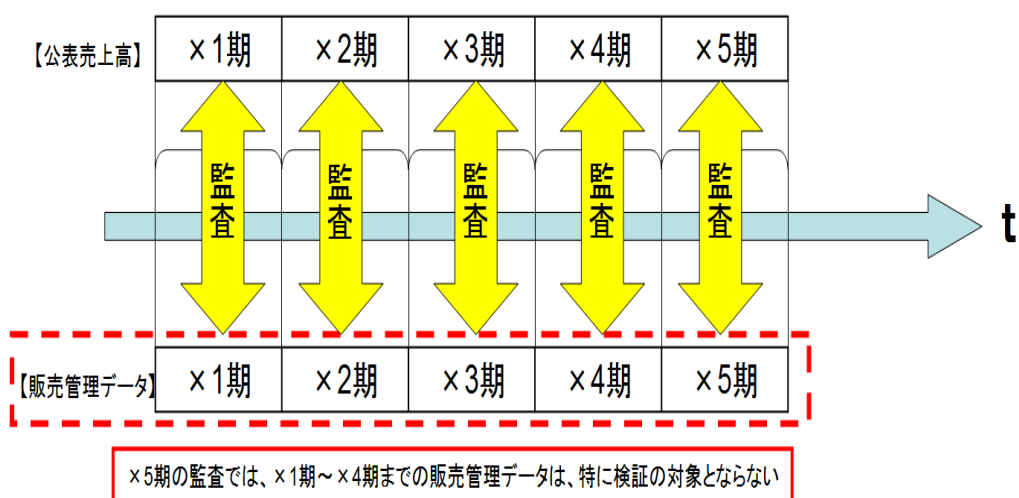 【公表売上高】 ×1期 ×2期 ×3期 ×4期 ×5期
監査 監査 監査 監査 監査
t
【販売管理データ】 ×1期 ×2期 ×3期 ×4期 ×5期
×5期の監査では、×1期～×4期までの販売管理データは、特に検証の対象とならない